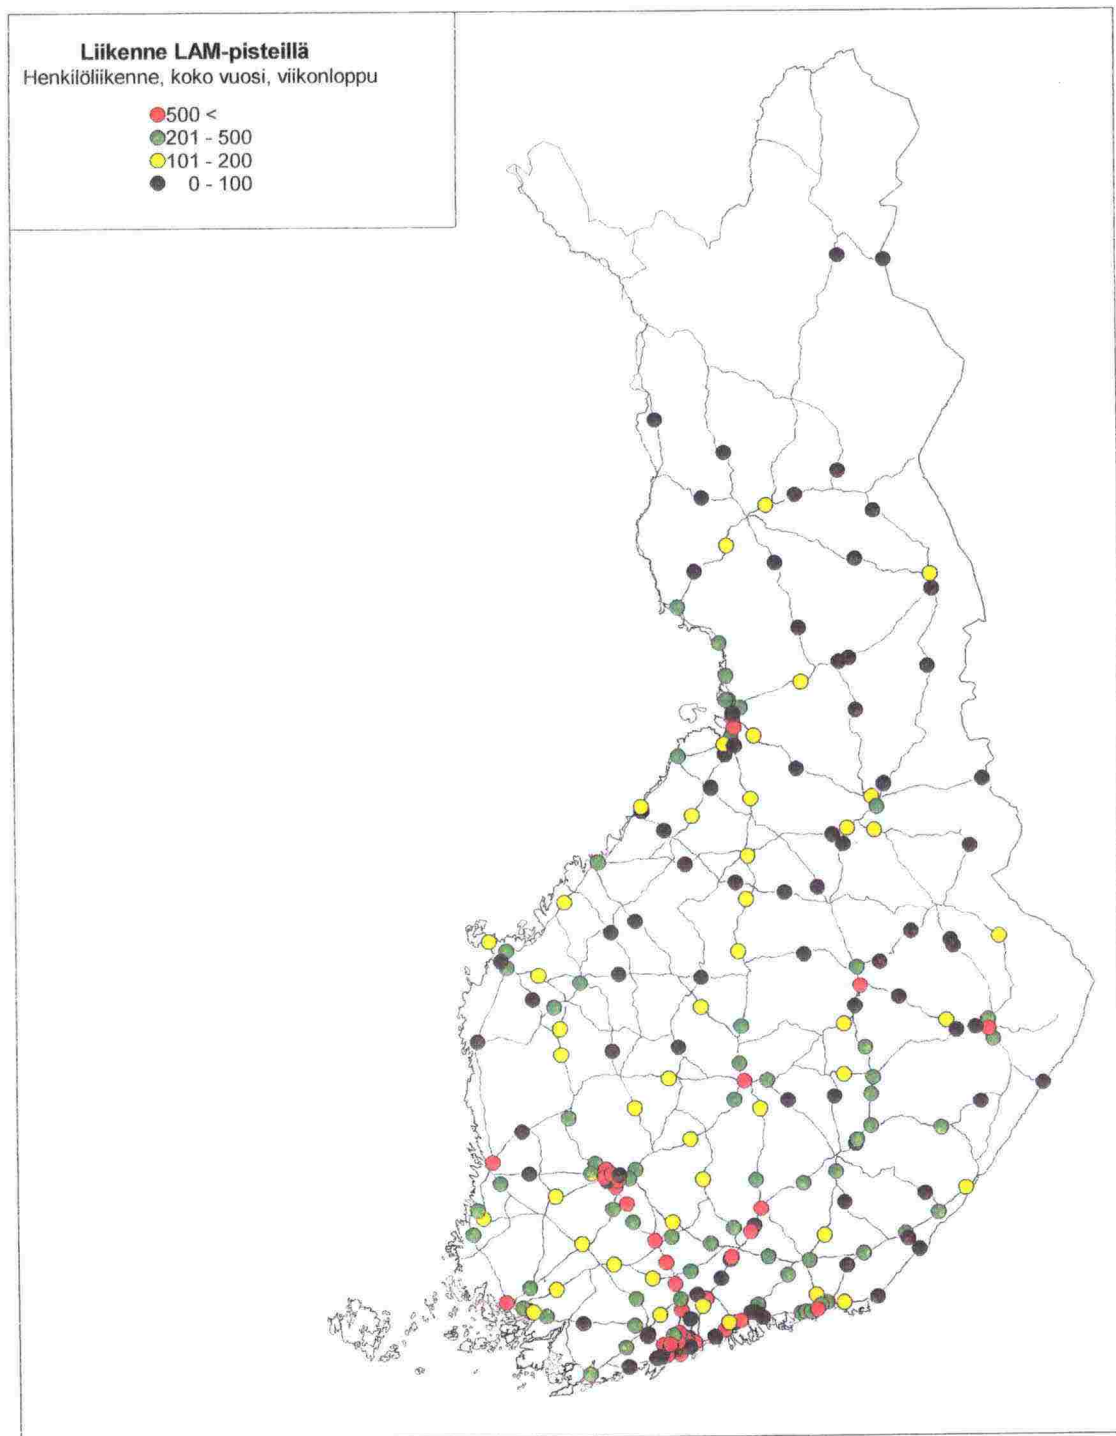 Liikenne LAM-pisteillä
Henkilöliikenne, koko vuosi, viikonloppu
500 <
201 - 500
101 - 200
0 - 100